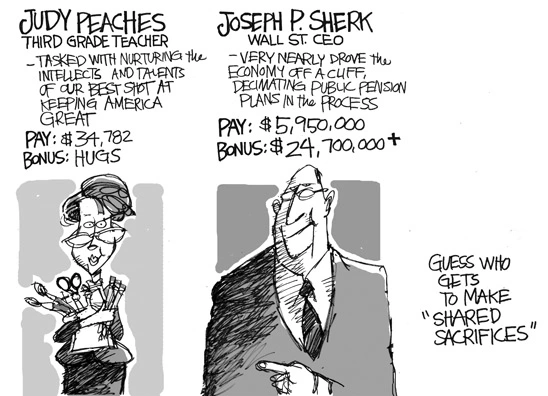 JUDY PEACHES
THIRD GRADE TEACHER
- TASKED WITH NURTURING the
INTELLECTS AND TALENTS
OF OUR BEST SHOT AT
KEEPING AMERICA
GREAT
PAY: $34,782
BONUS: HUGS
JOSEPH P. SHERK
WALL ST. CEO
- VERY NEARLY DROVE the
ECONOMY OFF A CLIFF,
DECIMATING PUBLIC PENSION
PLANS IN the PROCESS
PAY: $5,950,000
BONUS: $24,700,000+
GUESS WHO
GETS
TO MAKE
"SHARED
SACRIFICES"